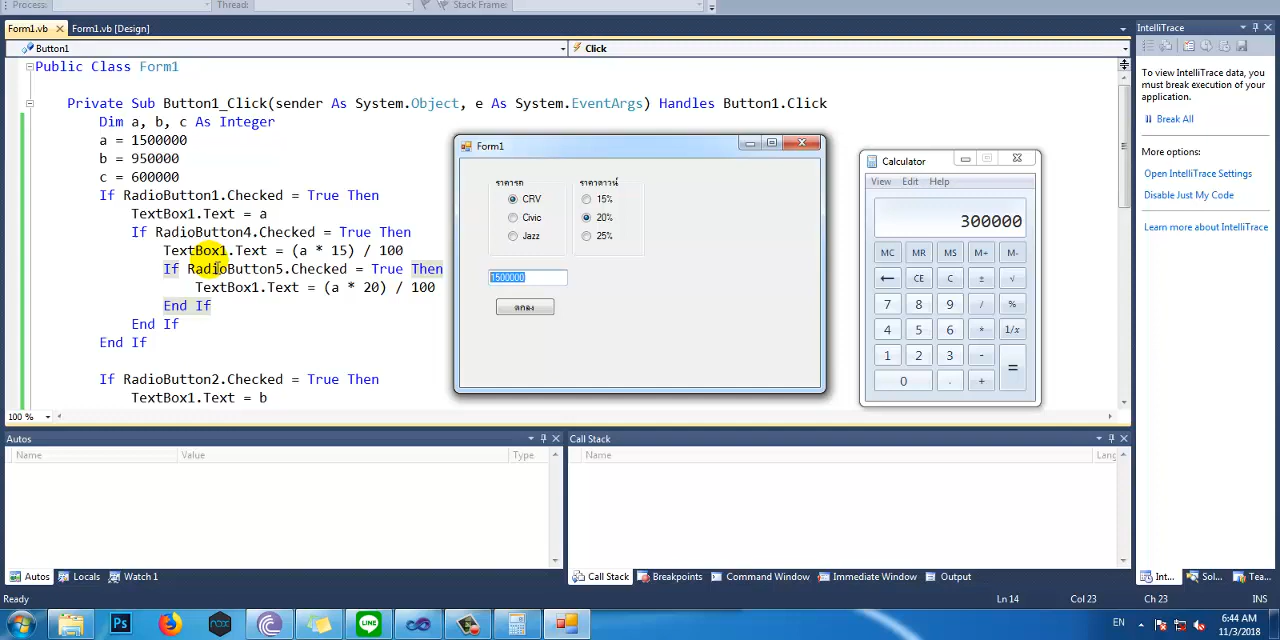 Process:
Thread:
Stack Frame:
Form1.vb
Form1.vb [Design]
Button1
Click
Public Class Form1
Private Sub Button1_Click(sender As System.Object, e As System.EventArgs) Handles Button1.Click
Dim a, b, c As Integer
a = 1500000
b = 950000
c = 600000
If RadioButton1.Checked = True Then
TextBox1.Text = a
If RadioButton4.Checked = True Then
TextBox1.Text = (a * 15) / 100
If RadioButton5.Checked = True Then
TextBox1.Text = (a * 20) / 100
End If
End If
End If
If RadioButton2.Checked = True Then
TextBox1.Text = b
100 %
Form1
ราคารถ
CRV
Civic
Jazz
ราคาดาวน์
15%
20%
25%
1500000
ตกลง
Calculator
View Edit Help
300000
MC MR MS M+ M-
← CE C ± √
7 8 9 / %
4 5 6 * 1/x
1 2 3 - =
0 . +
IntelliTrace
To view IntelliTrace data, you
must break execution of your
application.
Break All
More options:
Open IntelliTrace Settings
Disable Just My Code
Learn more about IntelliTrace
Autos
Name Value Type
Call Stack
Name Lang
Autos Locals Watch 1
Call Stack Breakpoints Command Window Immediate Window Output
Int... Sol... Tea...
Ready
Ln 14 Col 23 Ch 23 INS
Ps
LINE
nox
EN
6:44 AM
11/3/2018